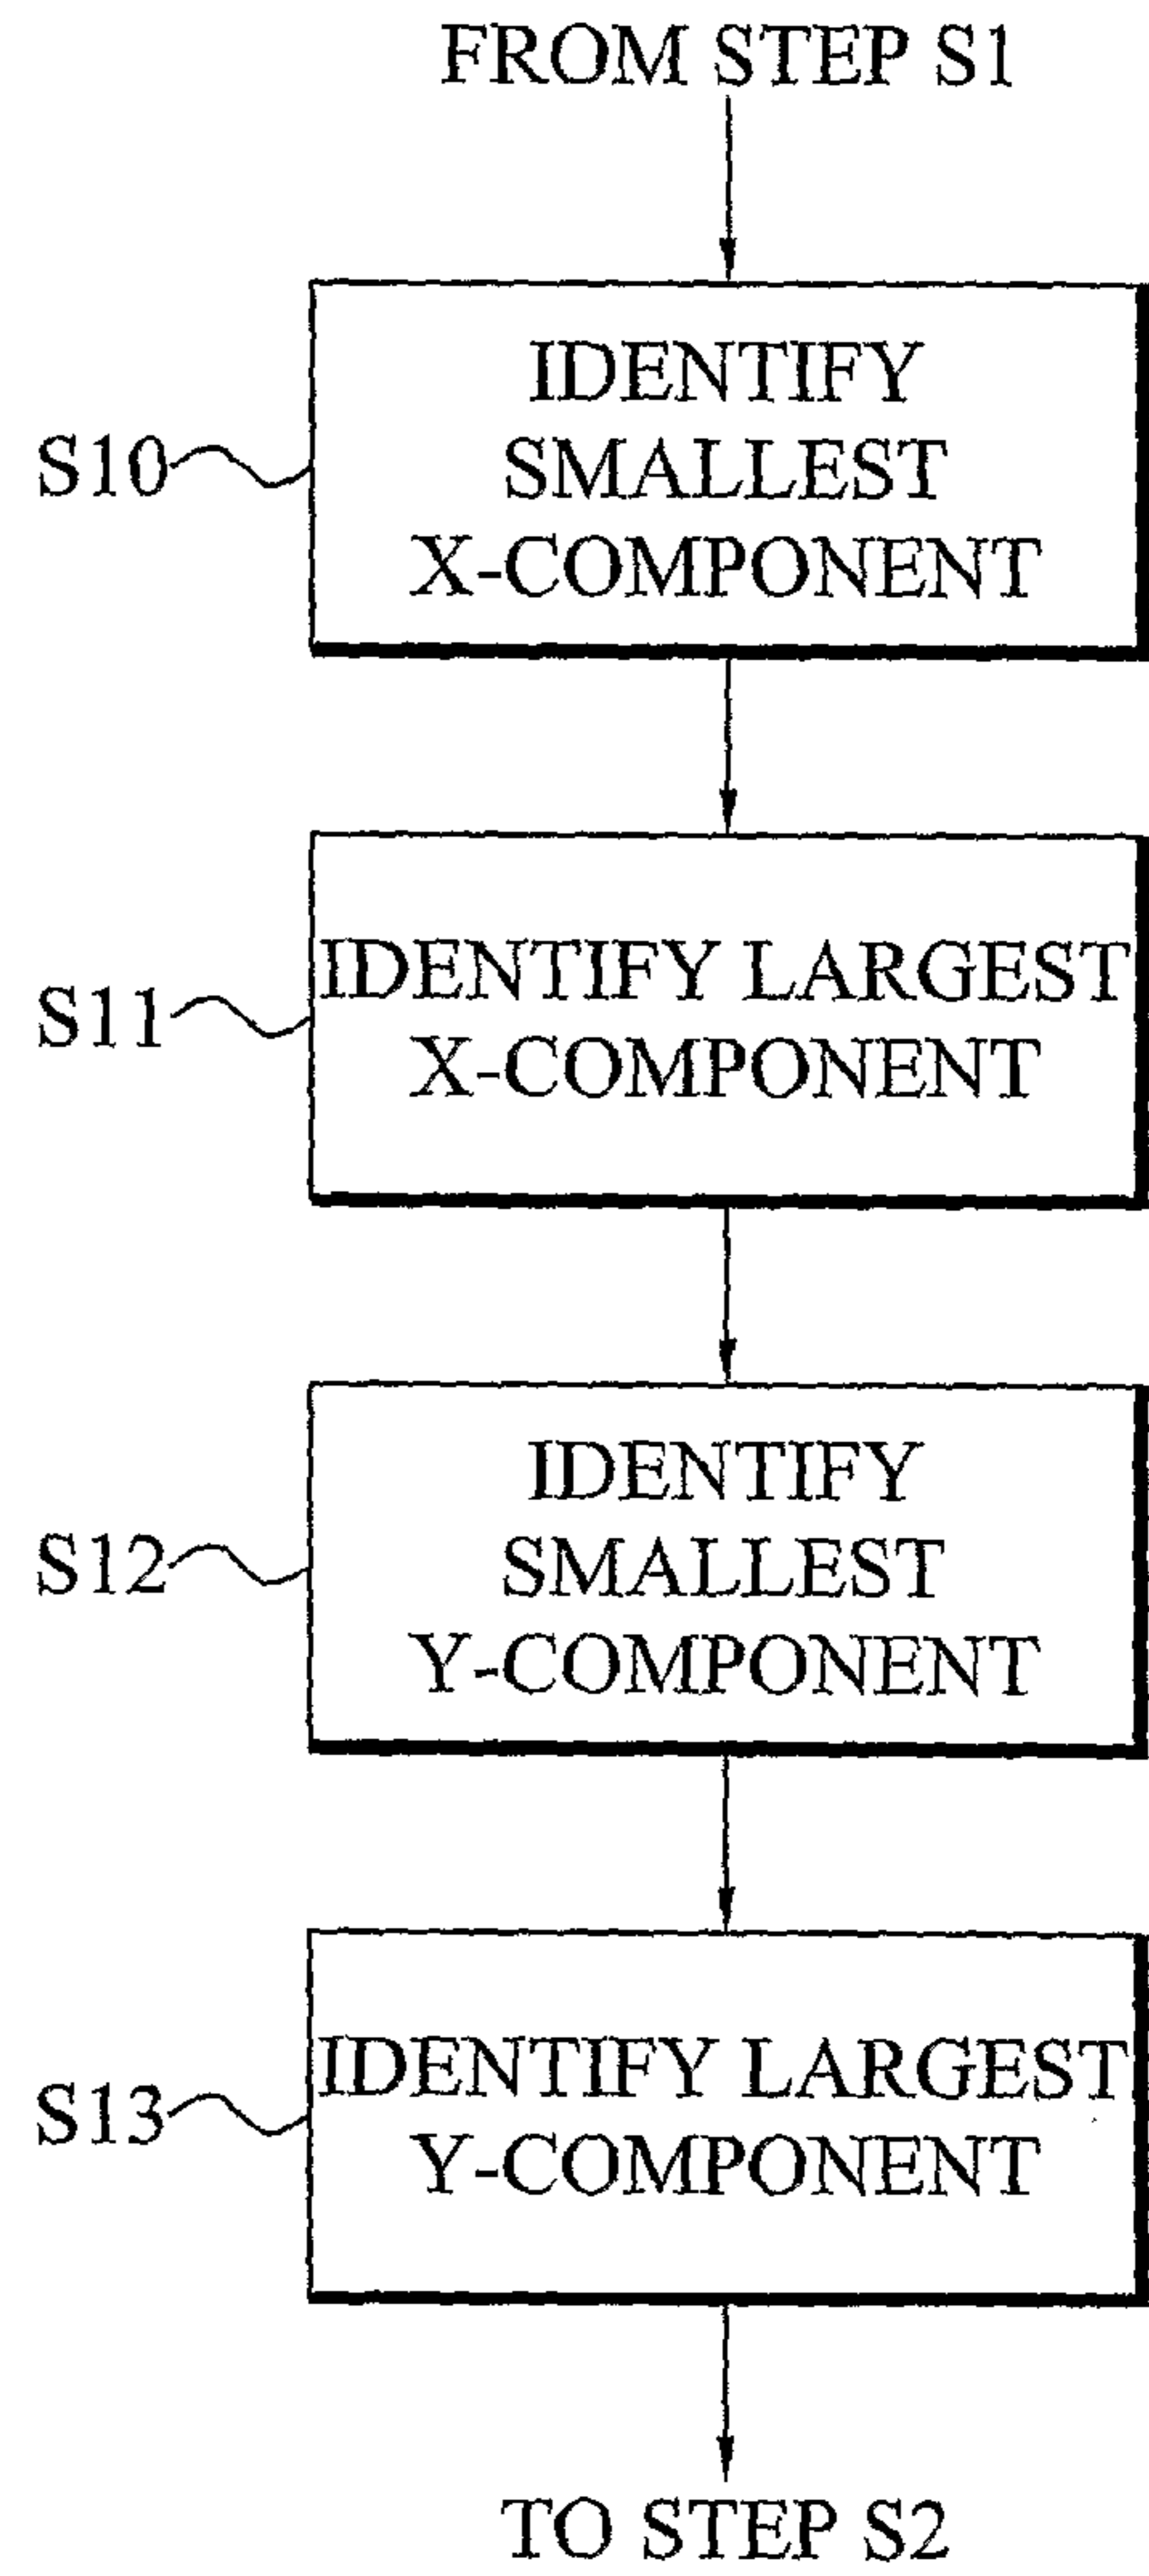 FROM STEP S1
IDENTIFY
SMALLEST
X-COMPONENT
S10
IDENTIFY LARGEST
X-COMPONENT
S11
IDENTIFY
SMALLEST
Y-COMPONENT
S12
IDENTIFY LARGEST
Y-COMPONENT
S13
TO STEP S2